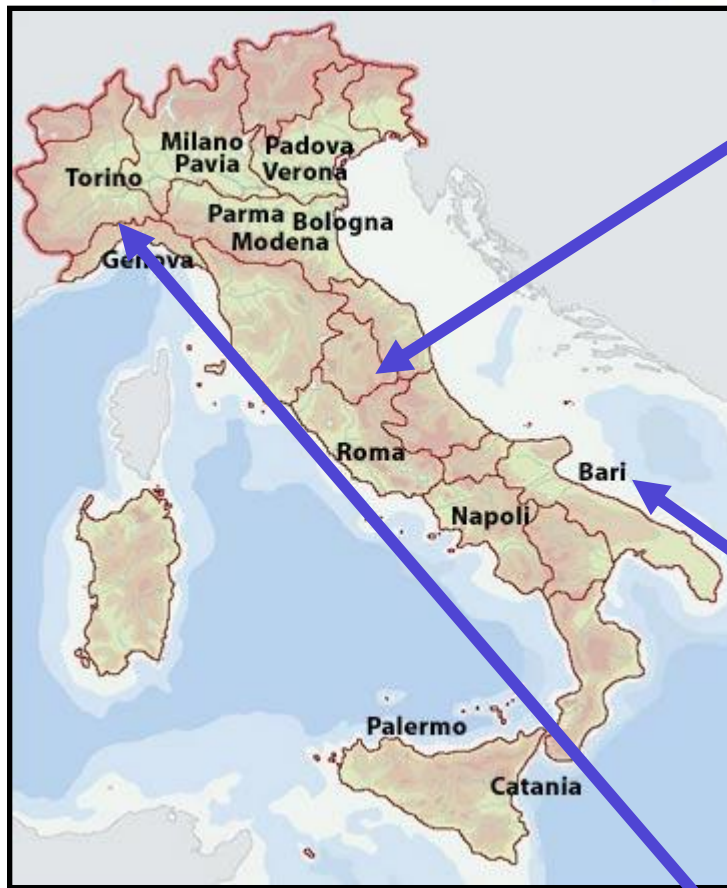 Milano
Pavia
Padova
Verona
Torino
Parma
Modena
Bologna
Genova
Roma
Bari
Napoli
Palermo
Catania